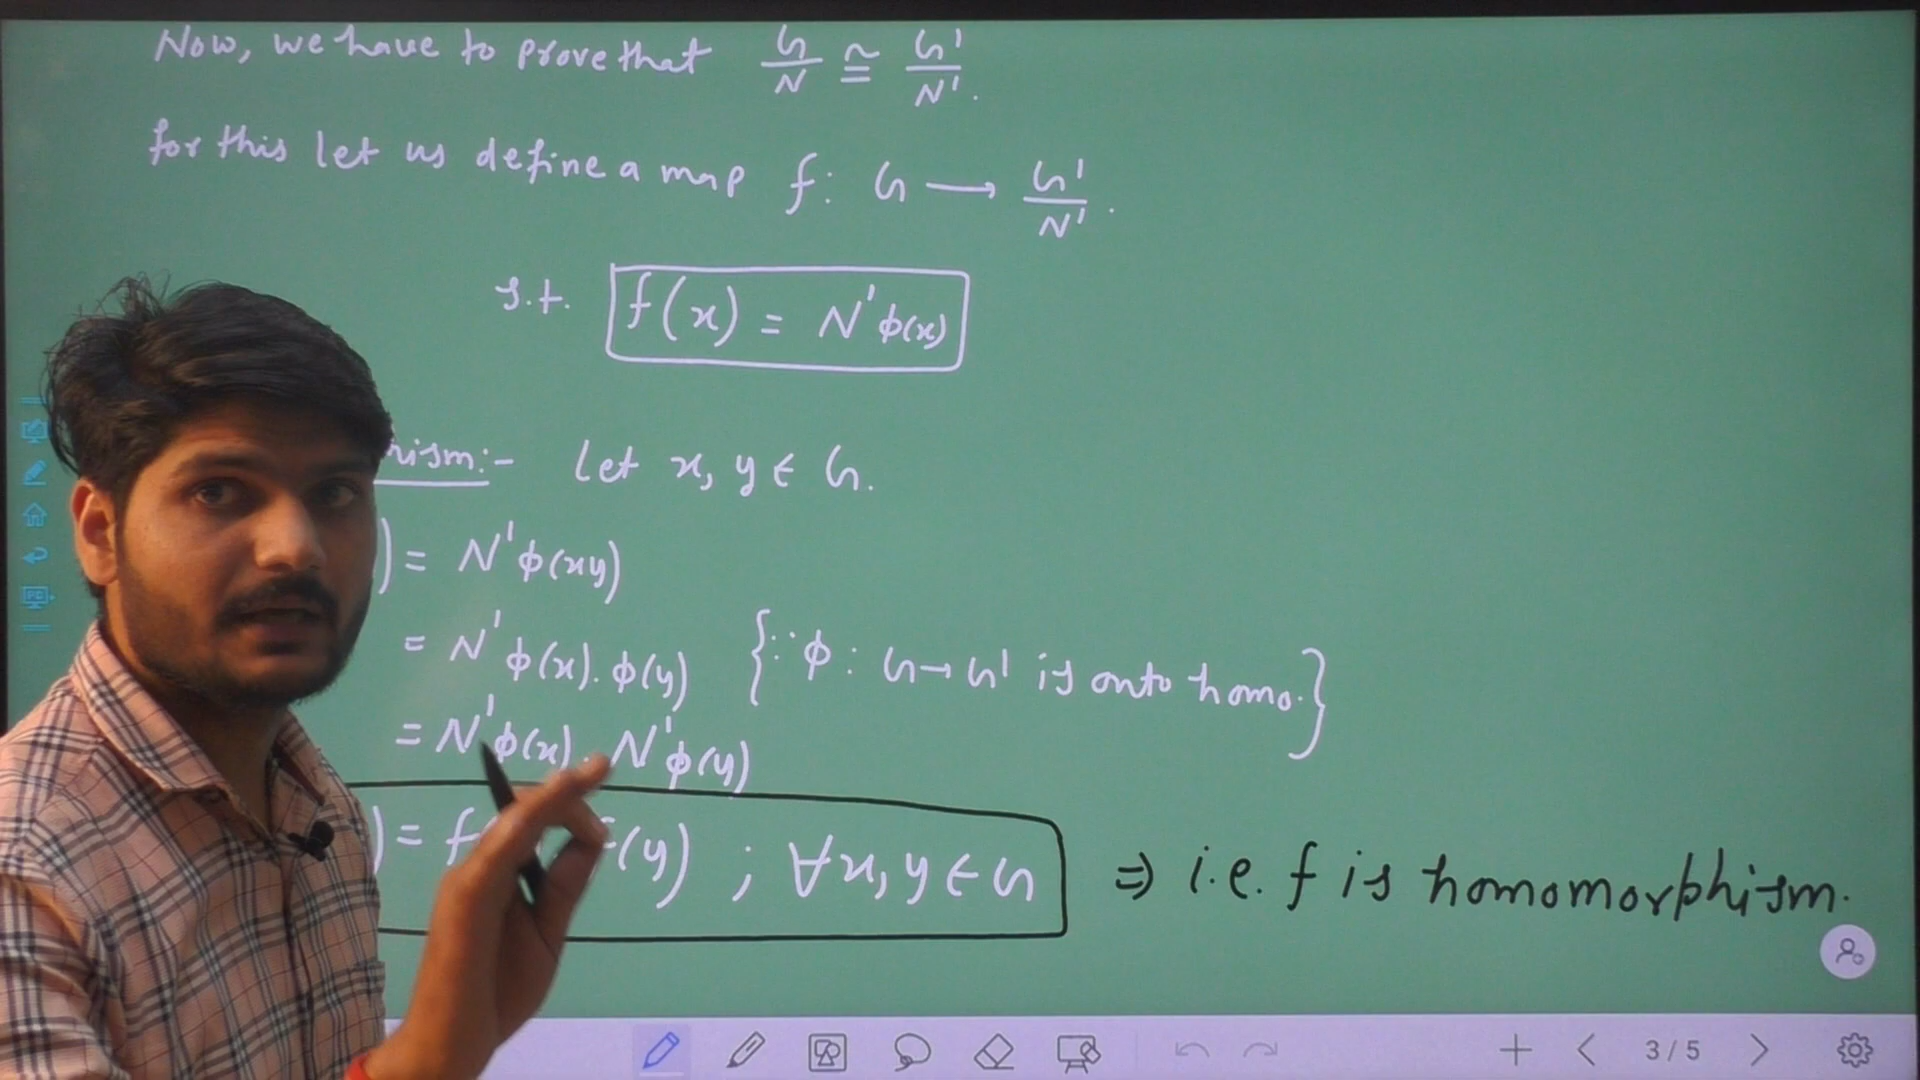 Now, we have to prove that G/N ≅ G'/N'.
for this let us define a map f: G → G'/N'.
s.t. f(x) = N'φ(x)
hism:- Let x, y ∈ G.
) = N'φ(xy)
= N'φ(x).φ(y) {∵ φ: G→G' is onto homo.}
= N'φ(x). N'φ(y)
) = f (y) ; ∀x, y ∈ G ⇒ i.e. f is homomorphism.
3/5